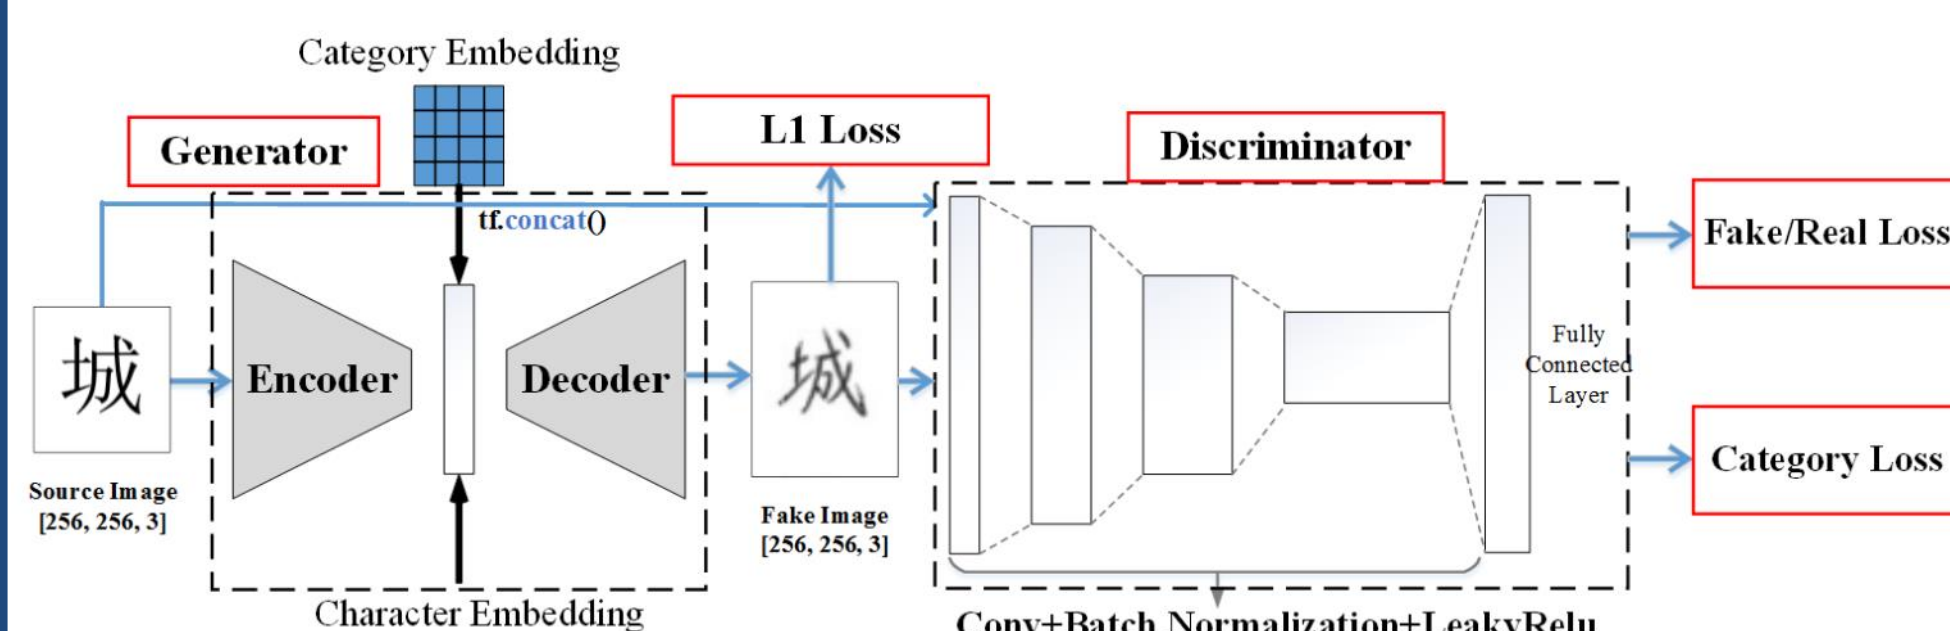 Category Embedding
Generator
L1 Loss
Discriminator
tf.concat()
Fake/Real Loss
城
Encoder
Decoder
城
Fully
Connected
Layer
Category Loss
Source Image
[256, 256, 3]
Fake Image
[256, 256, 3]
Character Embedding
Conv+Batch Normalization+LeakyRelu